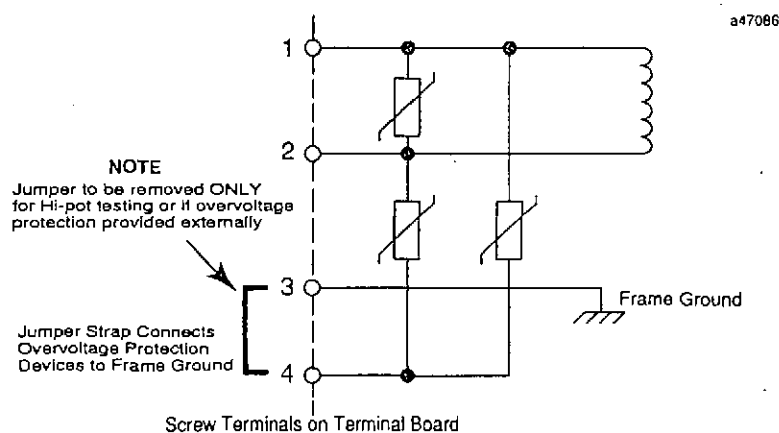 a47086
1
2
NOTE
Jumper to be removed ONLY
for Hi-pot testing or if overvoltage
protection provided externally
3
Frame Ground
Jumper Strap Connects
Overvoltage Protection
Devices to Frame Ground
4
Screw Terminals on Terminal Board